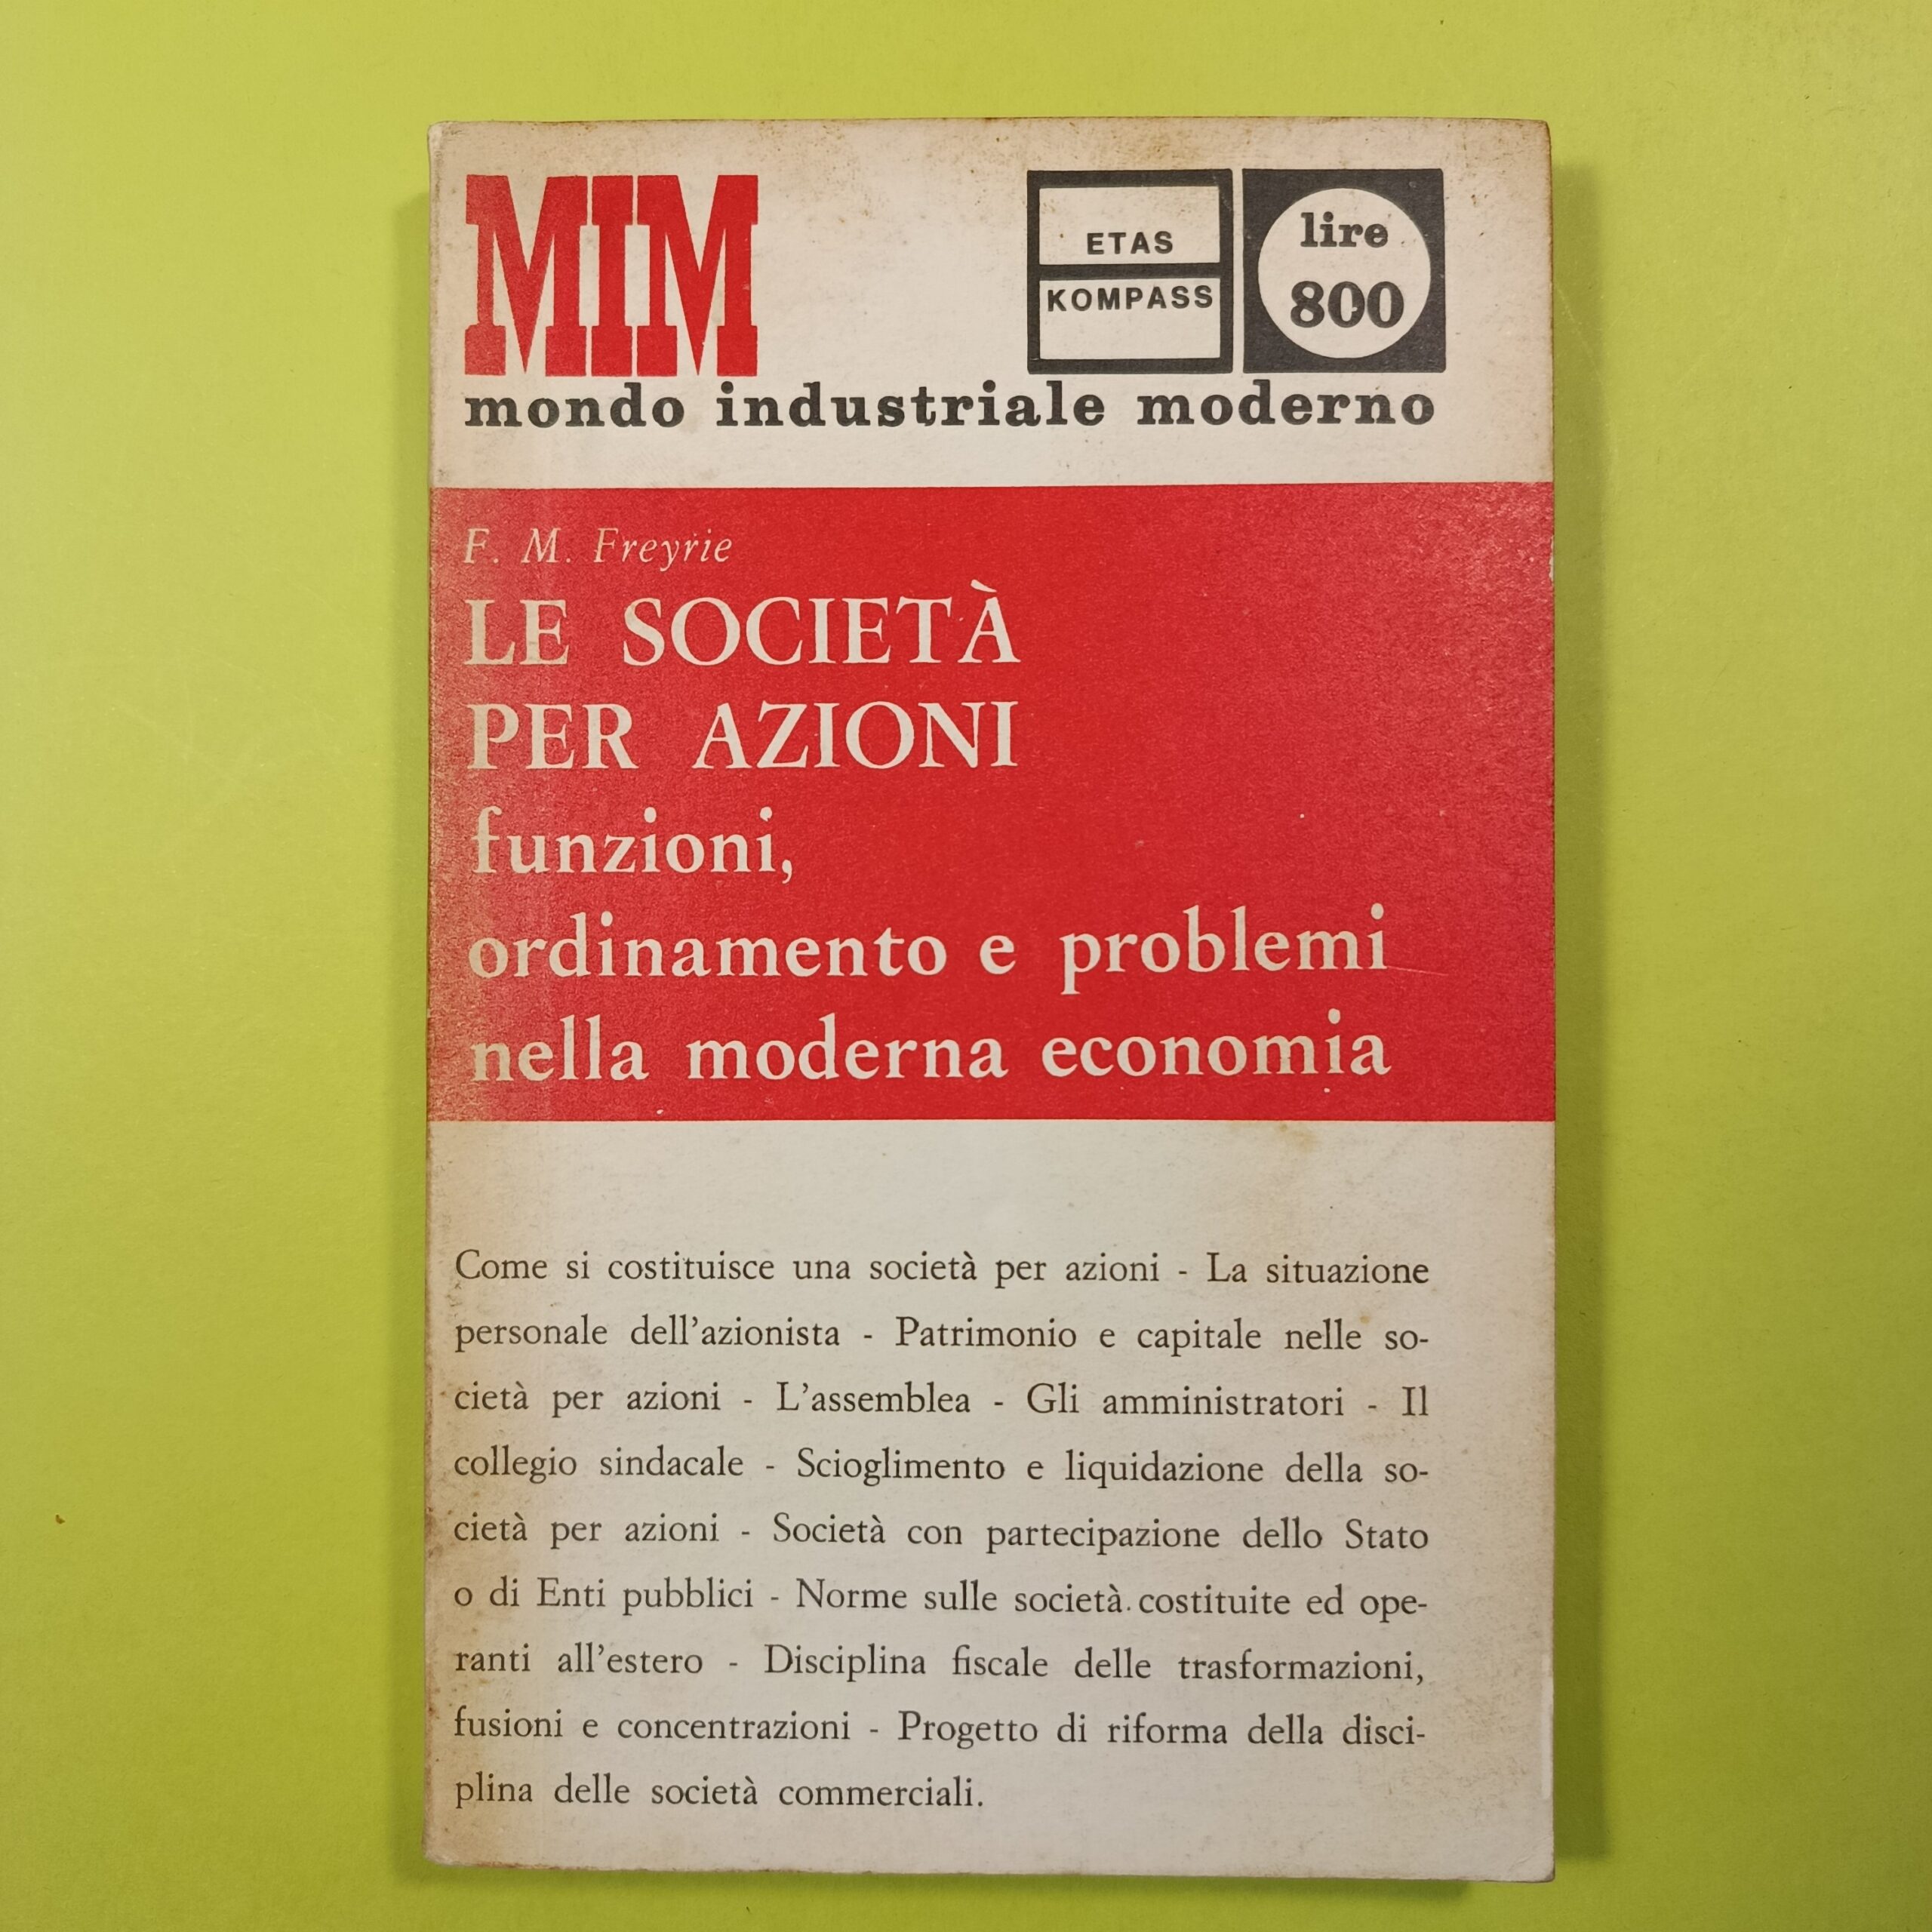 MIM
ETAS
KOMPASS
lire
800
mondo industriale moderno
F. M. Freyrie
LE SOCIETÀ
PER AZIONI
funzioni,
ordinamento e problemi
nella moderna economia
Come si costituisce una società per azioni - La situazione
personale dell'azionista - Patrimonio e capitale nelle so-
cietà per azioni - L'assemblea - Gli amministratori - Il
collegio sindacale - Scioglimento e liquidazione della so-
cietà per azioni - Società con partecipazione dello Stato
o di Enti pubblici - Norme sulle società costituite ed ope-
ranti all'estero - Disciplina fiscale delle trasformazioni,
fusioni e concentrazioni - Progetto di riforma della disci-
plina delle società commerciali.